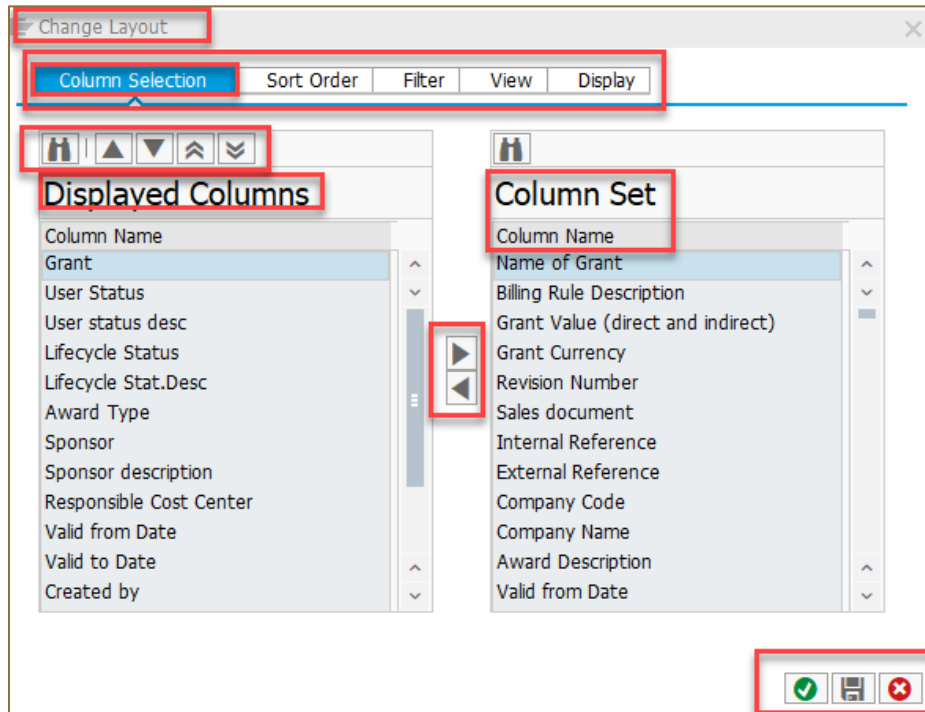 Change Layout
Column Selection Sort Order Filter View Display
Displayed Columns
Column Name
Grant
User Status
User status desc
Lifecycle Status
Lifecycle Stat.Desc
Award Type
Sponsor
Sponsor description
Responsible Cost Center
Valid from Date
Valid to Date
Created by
Column Set
Column Name
Name of Grant
Billing Rule Description
Grant Value (direct and indirect)
Grant Currency
Revision Number
Sales document
Internal Reference
External Reference
Company Code
Company Name
Award Description
Valid from Date